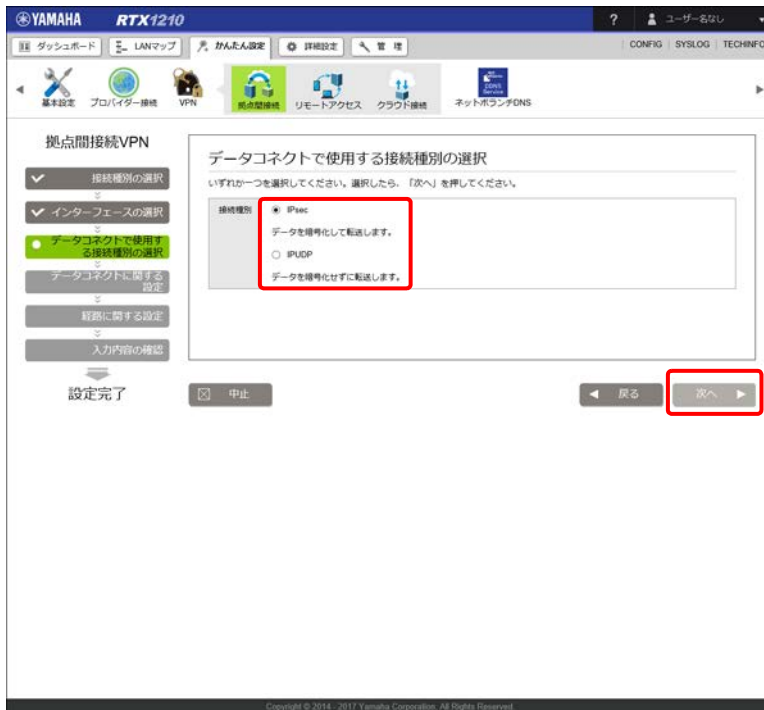 YAMAHA RTX1210 ? ユーザー名なし
ダッシュボード LANマップ かんたん設定 詳細設定 管 理 CONFIG SYSLOG TECHINFO
基本設定 プロバイダー接続 VPN 拠点間接続 リモートアクセス クラウド接続 ネットボランチDNS
拠点間接続VPN
接続種別の選択
インターフェースの選択
データコネクトで使用す
る接続種別の選択
データコネクトに関する
設定
経路に関する設定
入力内容の確認
設定完了
データコネクトで使用する接続種別の選択
いずれか一つを選択してください。選択したら、「次へ」を押してください。
接続種別 IPsec
データを暗号化して転送します。
IPUDP
データを暗号化せずに転送します。
中止 戻る 次へ
Copyright © 2014 - 2017 Yamaha Corporation. All Rights Reserved.